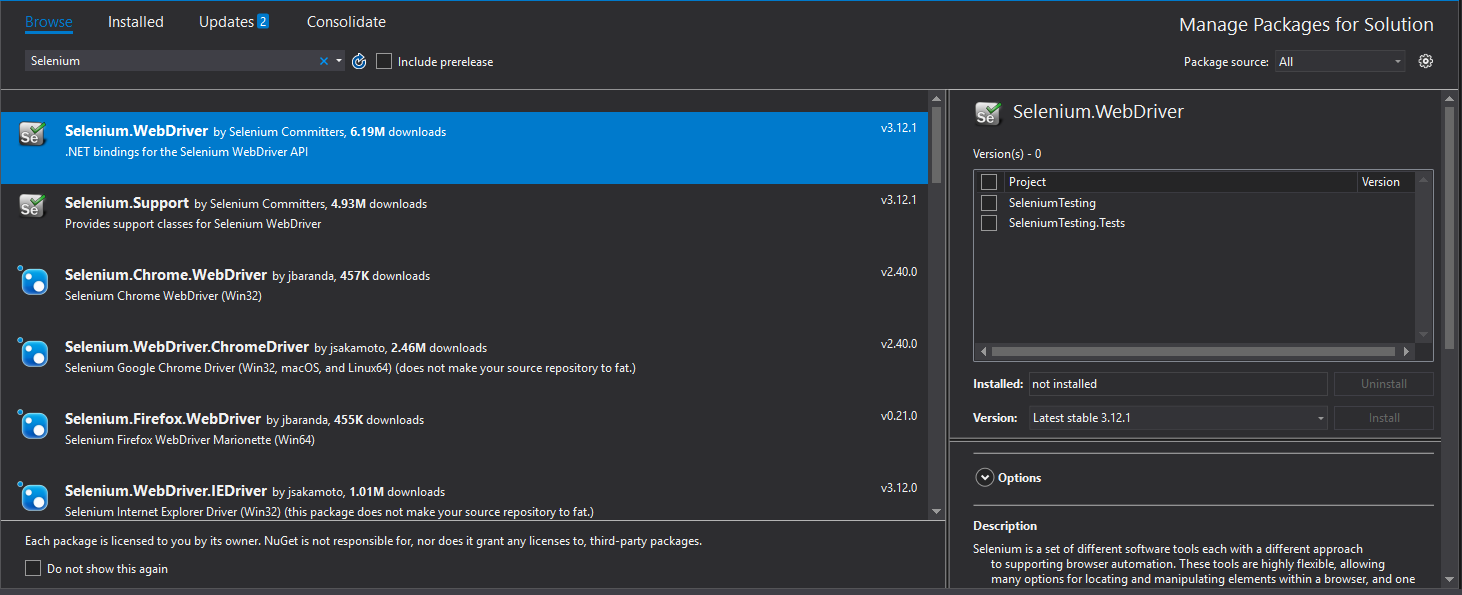 Browse Installed Updates 2 Consolidate
Manage Packages for Solution
Selenium
Include prerelease
Package source: All
Se
Selenium.WebDriver by Selenium Committers, 6.19M downloads v3.12.1
.NET bindings for the Selenium WebDriver API
Se
Selenium.Support by Selenium Committers, 4.93M downloads v3.12.1
Provides support classes for Selenium WebDriver
Selenium.Chrome.WebDriver by jbaranda, 457K downloads v2.40.0
Selenium Chrome WebDriver (Win32)
Selenium.WebDriver.ChromeDriver by jsakamoto, 2.46M downloads v2.40.0
Selenium Google Chrome Driver (Win32, macOS, and Linux64) (does not make your source repository to fat.)
Selenium.Firefox.WebDriver by jbaranda, 455K downloads v0.21.0
Selenium Firefox WebDriver Marionette (Win64)
Selenium.WebDriver.IEDriver by jsakamoto, 1.01M downloads v3.12.0
Selenium Internet Explorer Driver (Win32) (this package does not make your source repository to fat.)
Each package is licensed to you by its owner. NuGet is not responsible for, nor does it grant any licenses to, third-party packages.
Do not show this again
Se
Selenium.WebDriver
Version(s) - 0
Project Version
SeleniumTesting
SeleniumTesting.Tests
Installed: not installed Uninstall
Version: Latest stable 3.12.1 Install
Options
Description
Selenium is a set of different software tools each with a different approach
to supporting browser automation. These tools are highly flexible, allowing
many options for locating and manipulating elements within a browser, and one